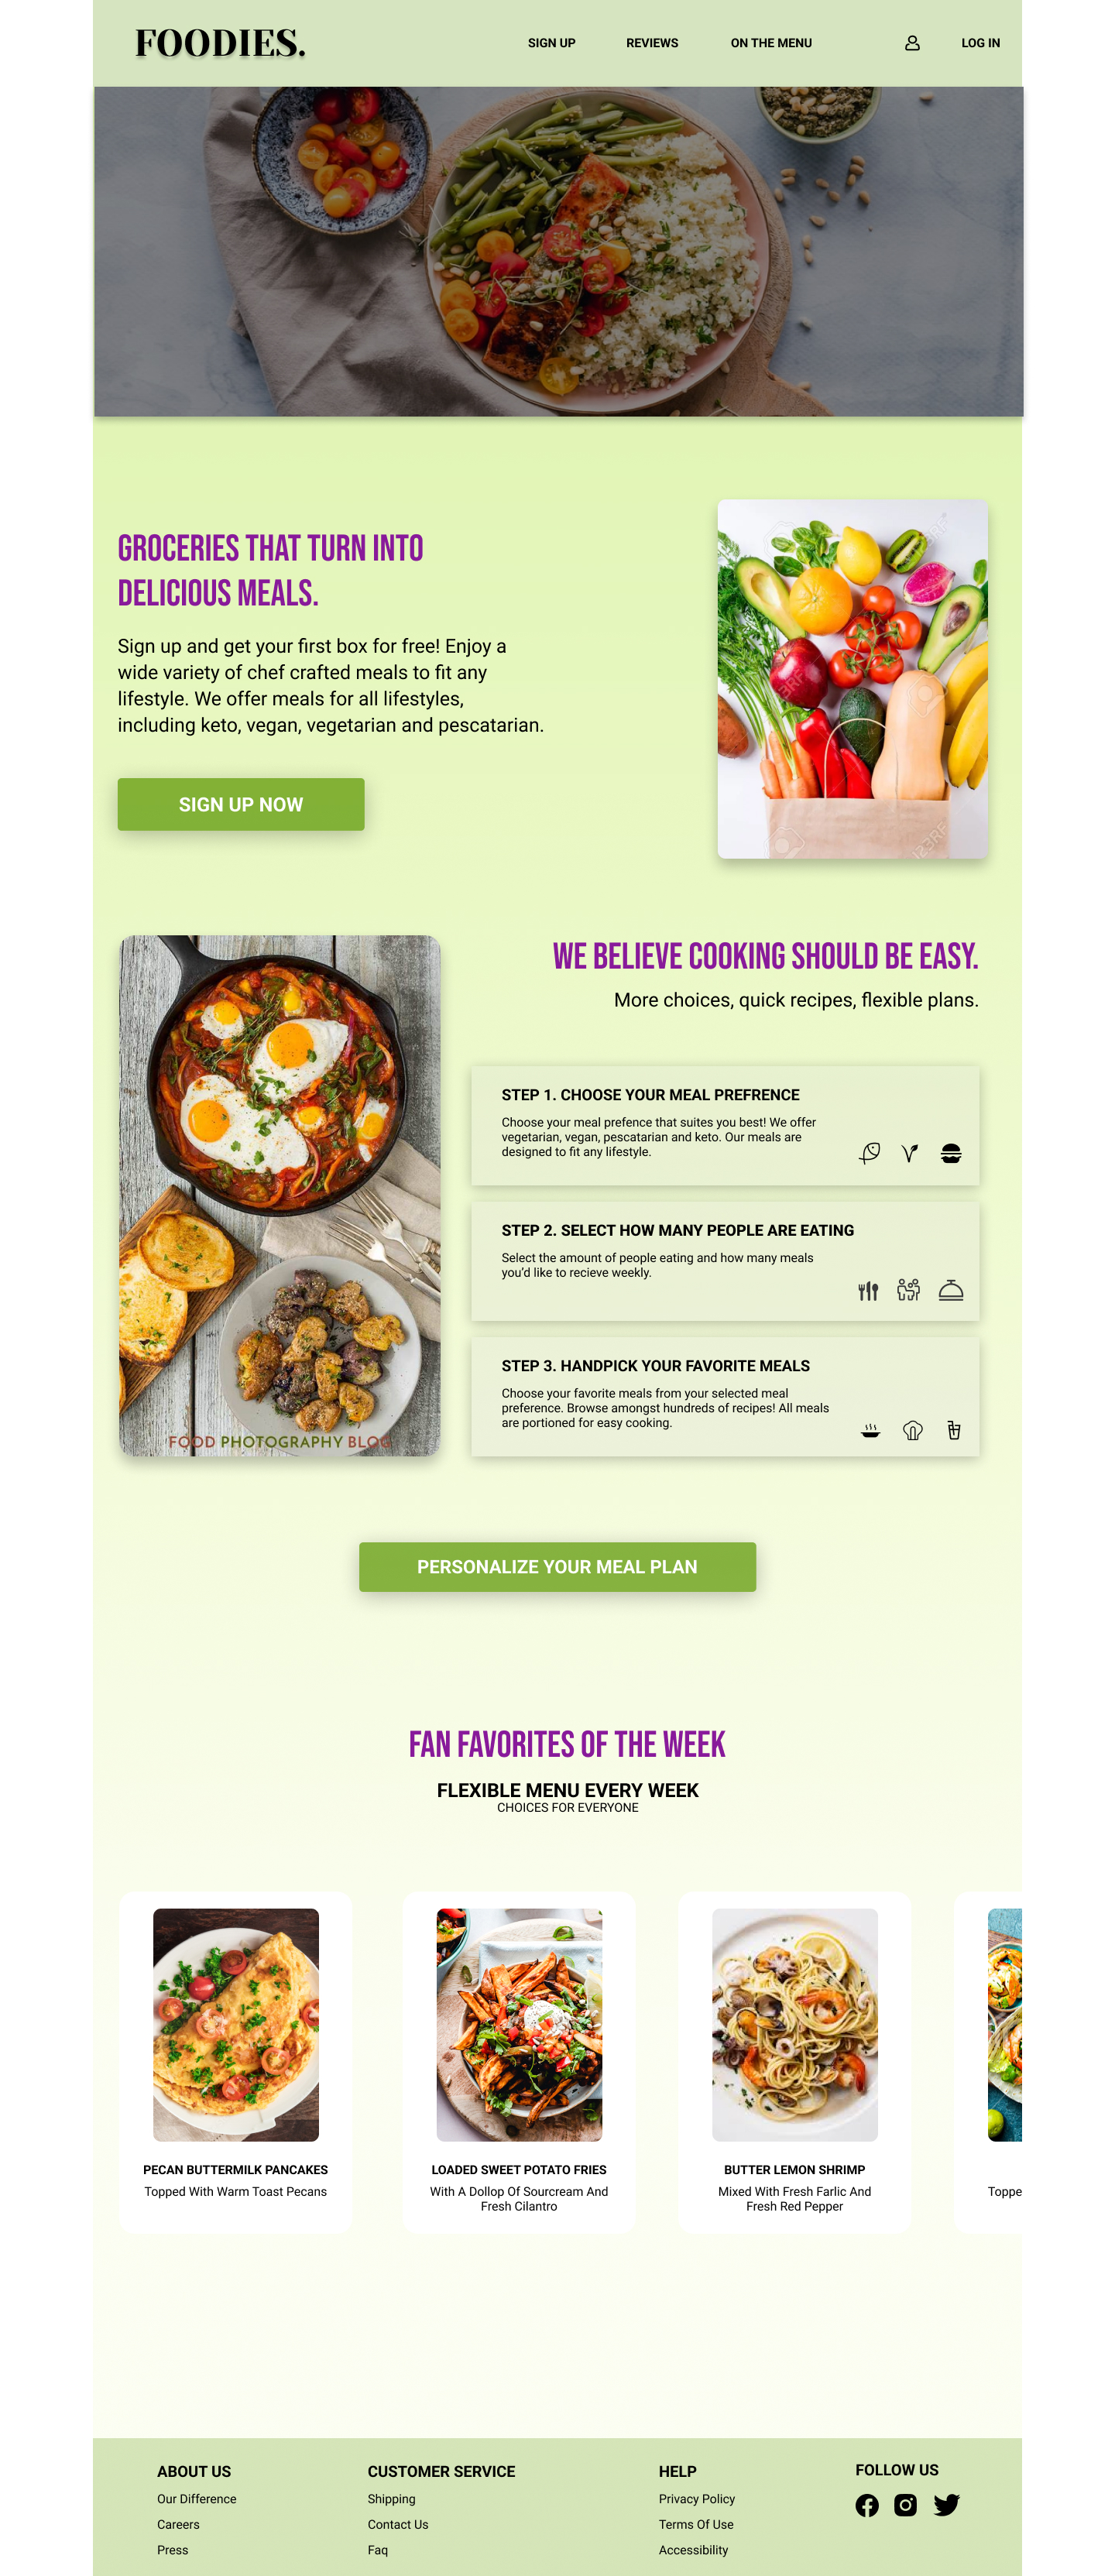 FOODIES.
SIGN UP
REVIEWS
ON THE MENU
LOG IN
GROCERIES THAT TURN INTO
DELICIOUS MEALS.
Sign up and get your first box for free! Enjoy a
wide variety of chef crafted meals to fit any
lifestyle. We offer meals for all lifestyles,
including keto, vegan, vegetarian and pescatarian.
SIGN UP NOW
123RF
123RF
123RF
WE BELIEVE COOKING SHOULD BE EASY.
More choices, quick recipes, flexible plans.
STEP 1. CHOOSE YOUR MEAL PREFRENCE
Choose your meal prefence that suites you best! We offer
vegetarian, vegan, pescatarian and keto. Our meals are
designed to fit any lifestyle.
STEP 2. SELECT HOW MANY PEOPLE ARE EATING
Select the amount of people eating and how many meals
you'd like to recieve weekly.
STEP 3. HANDPICK YOUR FAVORITE MEALS
Choose your favorite meals from your selected meal
preference. Browse amongst hundreds of recipes! All meals
are portioned for easy cooking.
FOOD PHOTOGRAPHY BLOG
PERSONALIZE YOUR MEAL PLAN
FAN FAVORITES OF THE WEEK
FLEXIBLE MENU EVERY WEEK
CHOICES FOR EVERYONE
PECAN BUTTERMILK PANCAKES
Topped With Warm Toast Pecans
LOADED SWEET POTATO FRIES
With A Dollop Of Sourcream And
Fresh Cilantro
BUTTER LEMON SHRIMP
Mixed With Fresh Farlic And
Fresh Red Pepper
Toppe
ABOUT US
Our Difference
Careers
Press
CUSTOMER SERVICE
Shipping
Contact Us
Faq
HELP
Privacy Policy
Terms Of Use
Accessibility
FOLLOW US